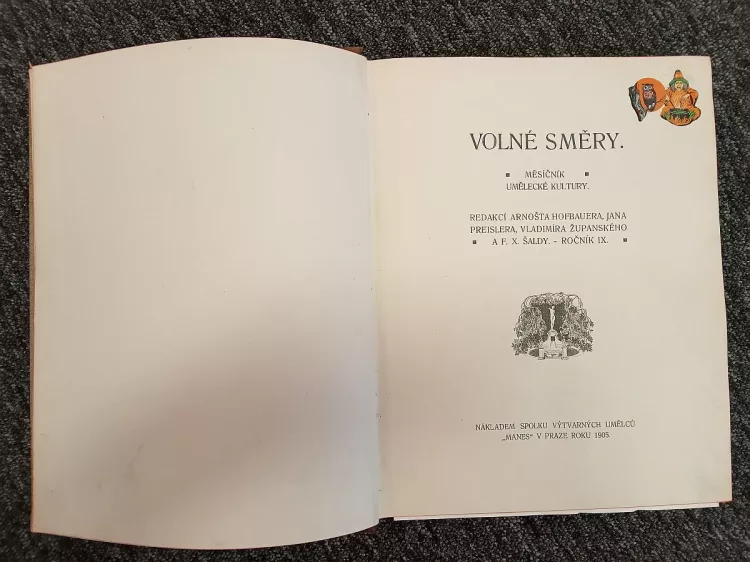 VOLNÉ SMĚRY.
MĚSÍČNÍK
UMĚLECKÉ KULTURY.
REDAKCÍ ARNOŠTA HOFBAUERA, JANA
PREISLERA, VLADIMÍRA ŽUPANSKÉHO
A F. X. ŠALDY. - ROČNÍK IX.
NÁKLADEM SPOLKU VÝTVARNÝCH UMĚLCŮ
„MANES“ V PRAZE ROKU 1905.